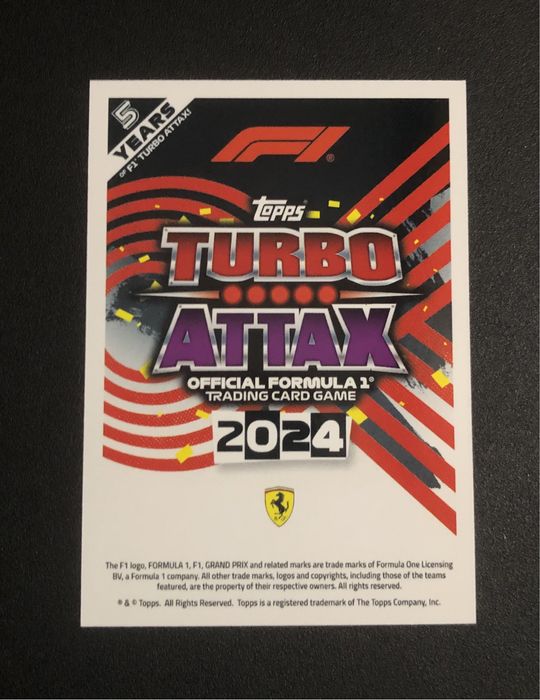 5
YEARS
OF F1® TURBO ATTAX!
F1®
topps®
TURBO
ATTAX
OFFICIAL FORMULA 1®
TRADING CARD GAME
2024
S F
The F1 logo, FORMULA 1, F1, GRAND PRIX and related marks are trade marks of Formula One Licensing
BV, a Formula 1 company. All other trade marks, logos and copyrights, including those of the teams
featured, are the property of their respective owners. All rights reserved.
® & © Topps. All Rights Reserved. Topps is a registered trademark of The Topps Company, Inc.